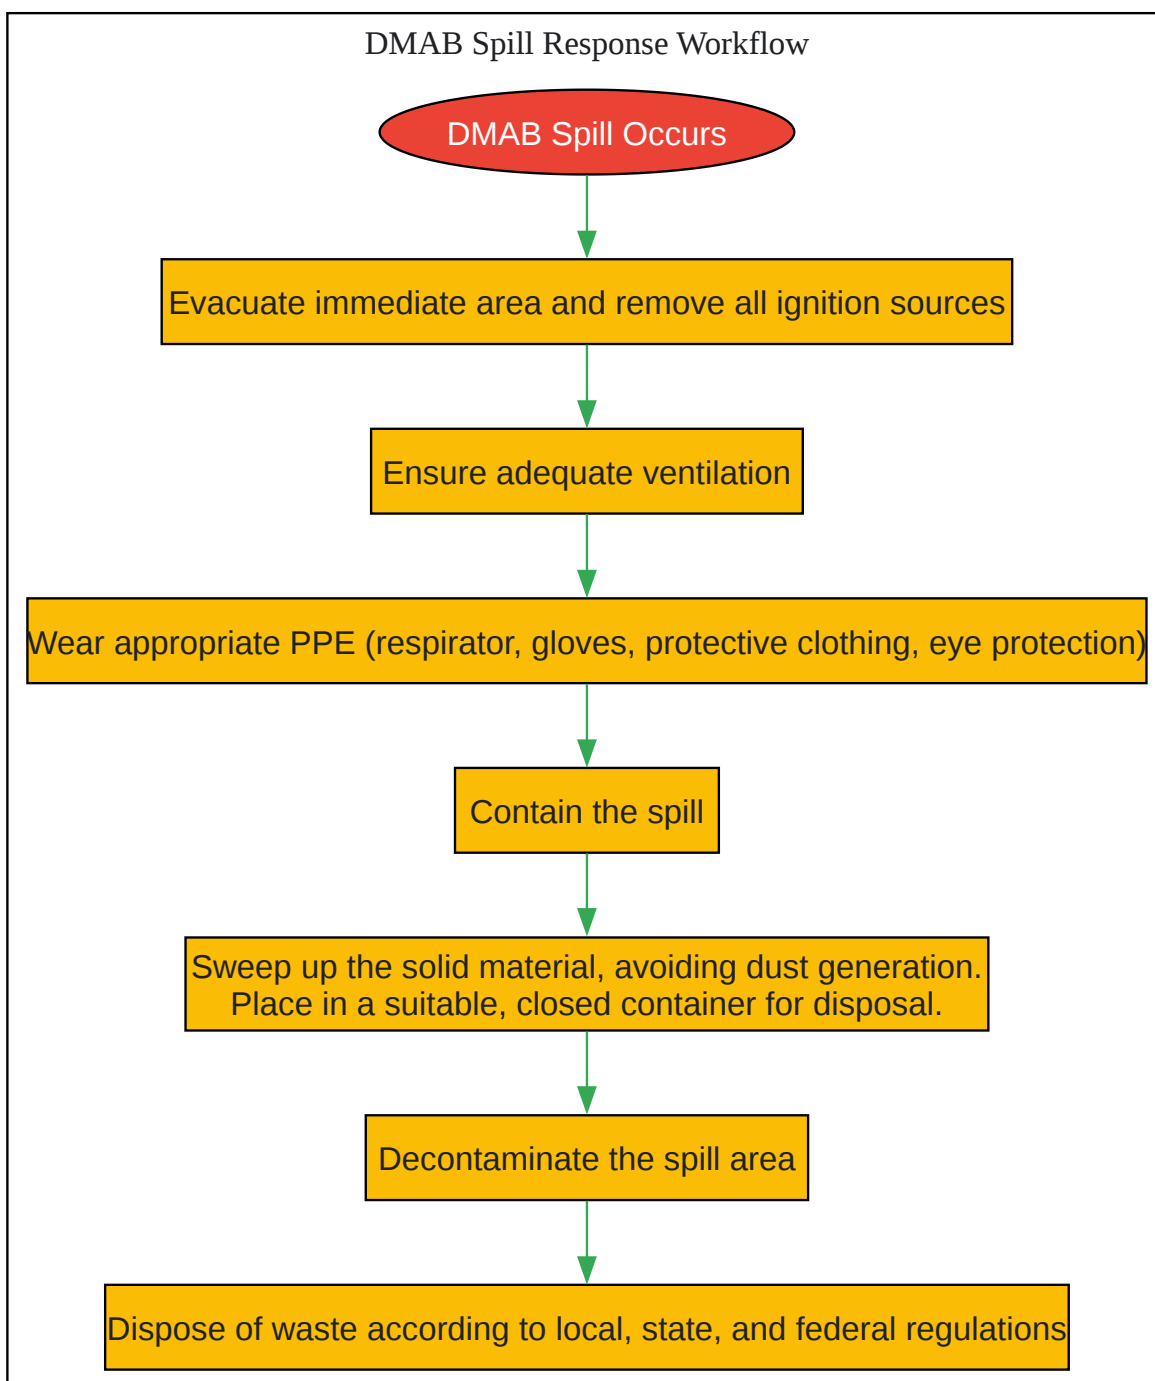 DMAB Spill Response Workflow
DMAB Spill Occurs
Evacuate immediate area and remove all ignition sources
Ensure adequate ventilation
Wear appropriate PPE (respirator, gloves, protective clothing, eye protection)
Contain the spill
Sweep up the solid material, avoiding dust generation.
Place in a suitable, closed container for disposal.
Decontaminate the spill area
Dispose of waste according to local, state, and federal regulations